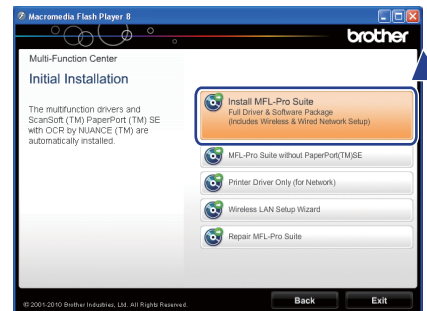 Macromedia Flash Player 8
brother
Multi-Function Center
Initial Installation
The multifunction drivers and
ScanSoft (TM) PaperPort (TM) SE
with OCR by NUANCE (TM) are
automatically installed.
Install MFL-Pro Suite
Full Driver & Software Package
(Includes Wireless & Wired Network Setup)
MFL-Pro Suite without PaperPort(TM)SE
Printer Driver Only (for Network)
Wireless LAN Setup Wizard
Repair MFL-Pro Suite
© 2001-2010 Brother Industries, Ltd. All Rights Reserved.
Back
Exit